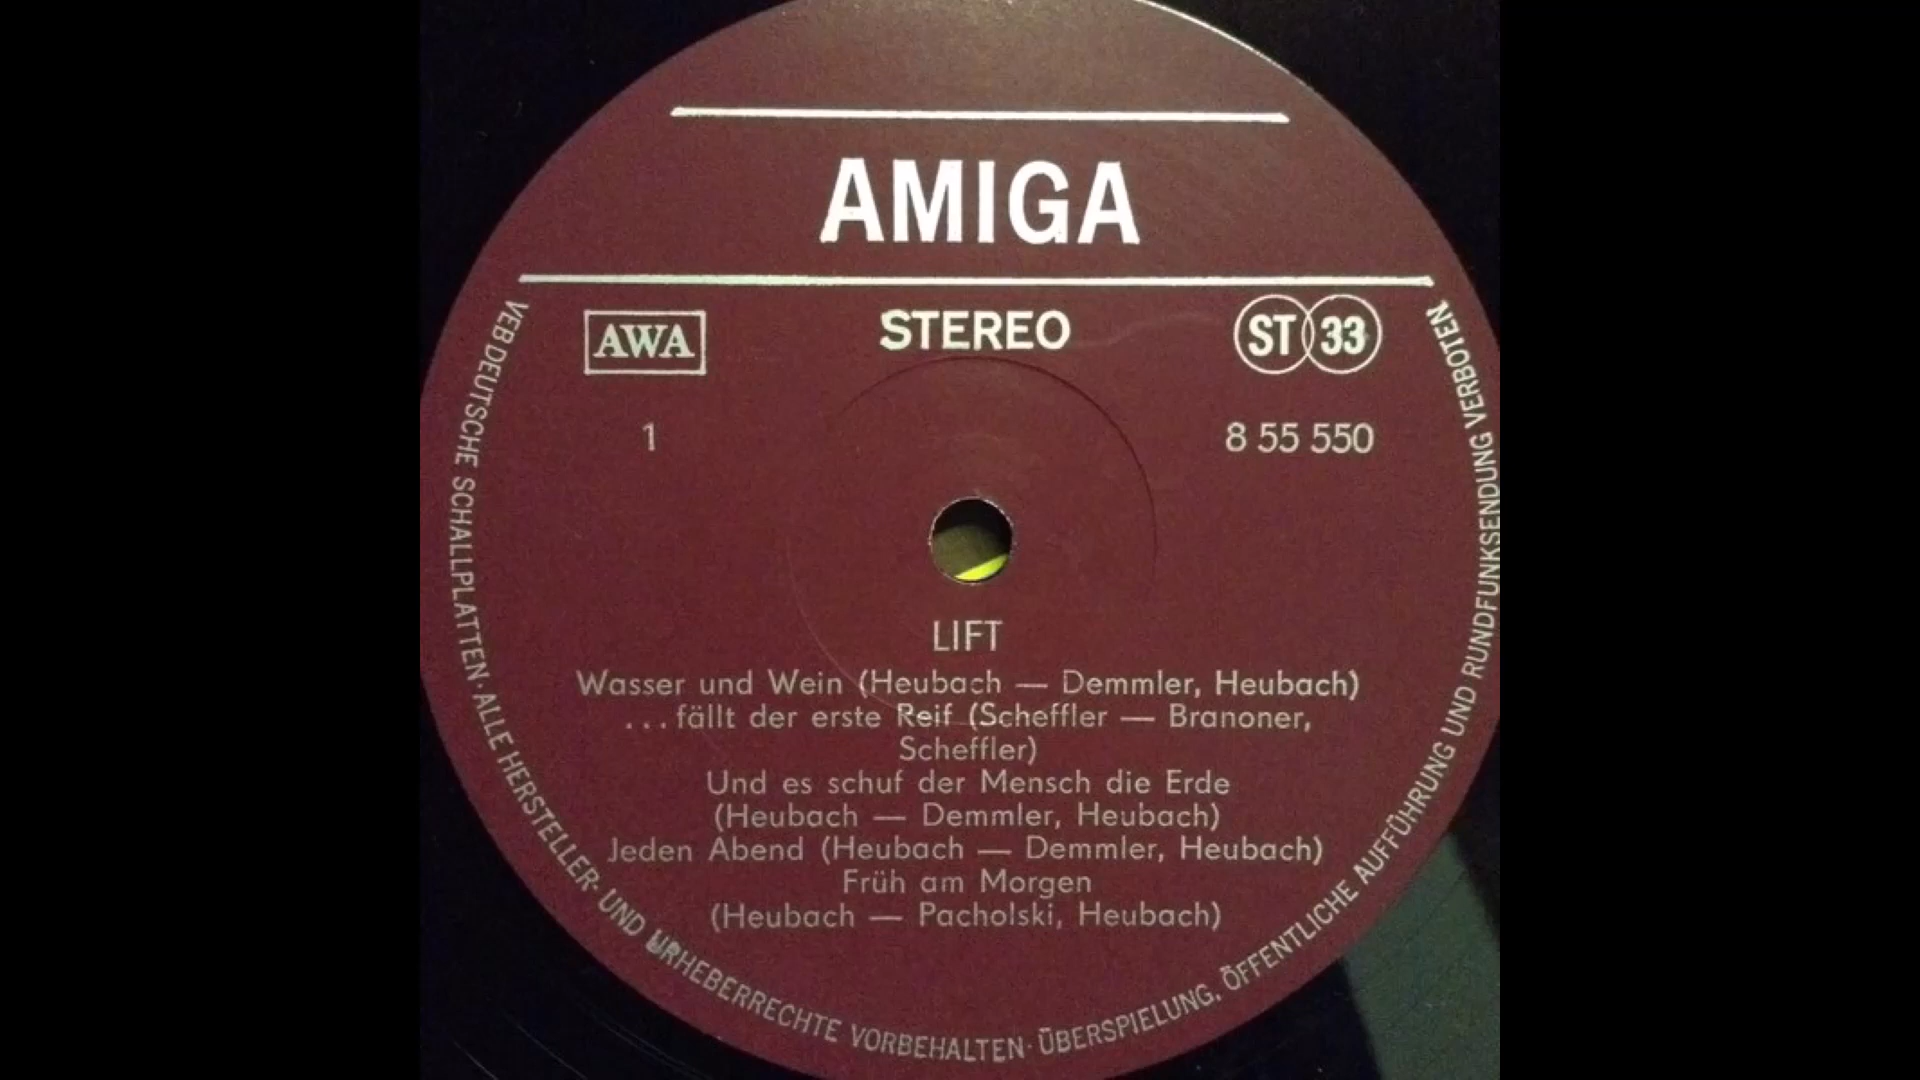 AMIGA
AWA
STEREO
ST 33
1
8 55 550
LIFT
Wasser und Wein (Heubach — Demmler, Heubach)
...fällt der erste Reif (Scheffler — Branoner,
Scheffler)
Und es schuf der Mensch die Erde
(Heubach — Demmler, Heubach)
Jeden Abend (Heubach — Demmler, Heubach)
Früh am Morgen
(Heubach — Pacholski, Heubach)
VEB DEUTSCHE SCHALLPLATTEN · ALLE HERSTELLER- UND URHEBERRECHTE VORBEHALTEN · ÜBERSPIELUNG, ÖFFENTLICHE AUFFÜHRUNG UND RUNDFUNKSENDUNG VERBOTEN